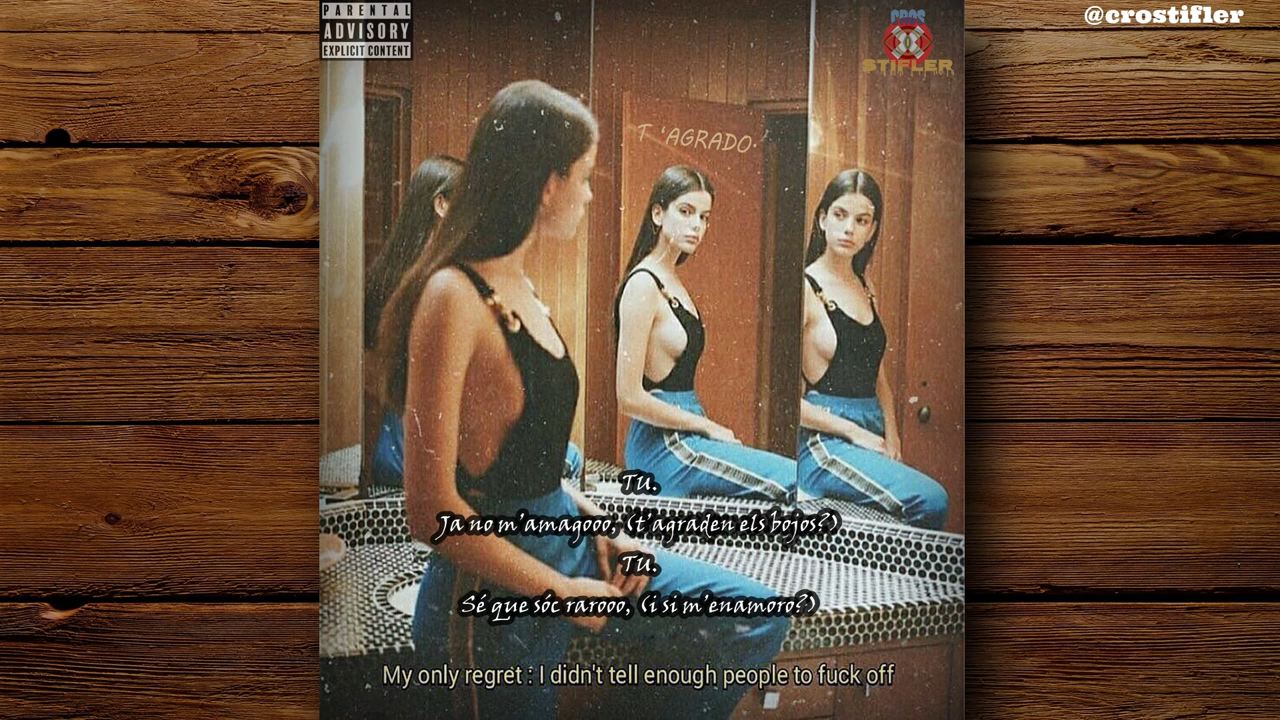 PARENTAL
ADVISORY
EXPLICIT CONTENT
CROS
STIFLER
@crostifler
T 'AGRADO.'
TU.
Ja no m'amagooo, (t'agraden els bojos?)
TU.
Sé que sóc rarooo, (i si m'enamoro?)
My only regret : I didn't tell enough people to fuck off